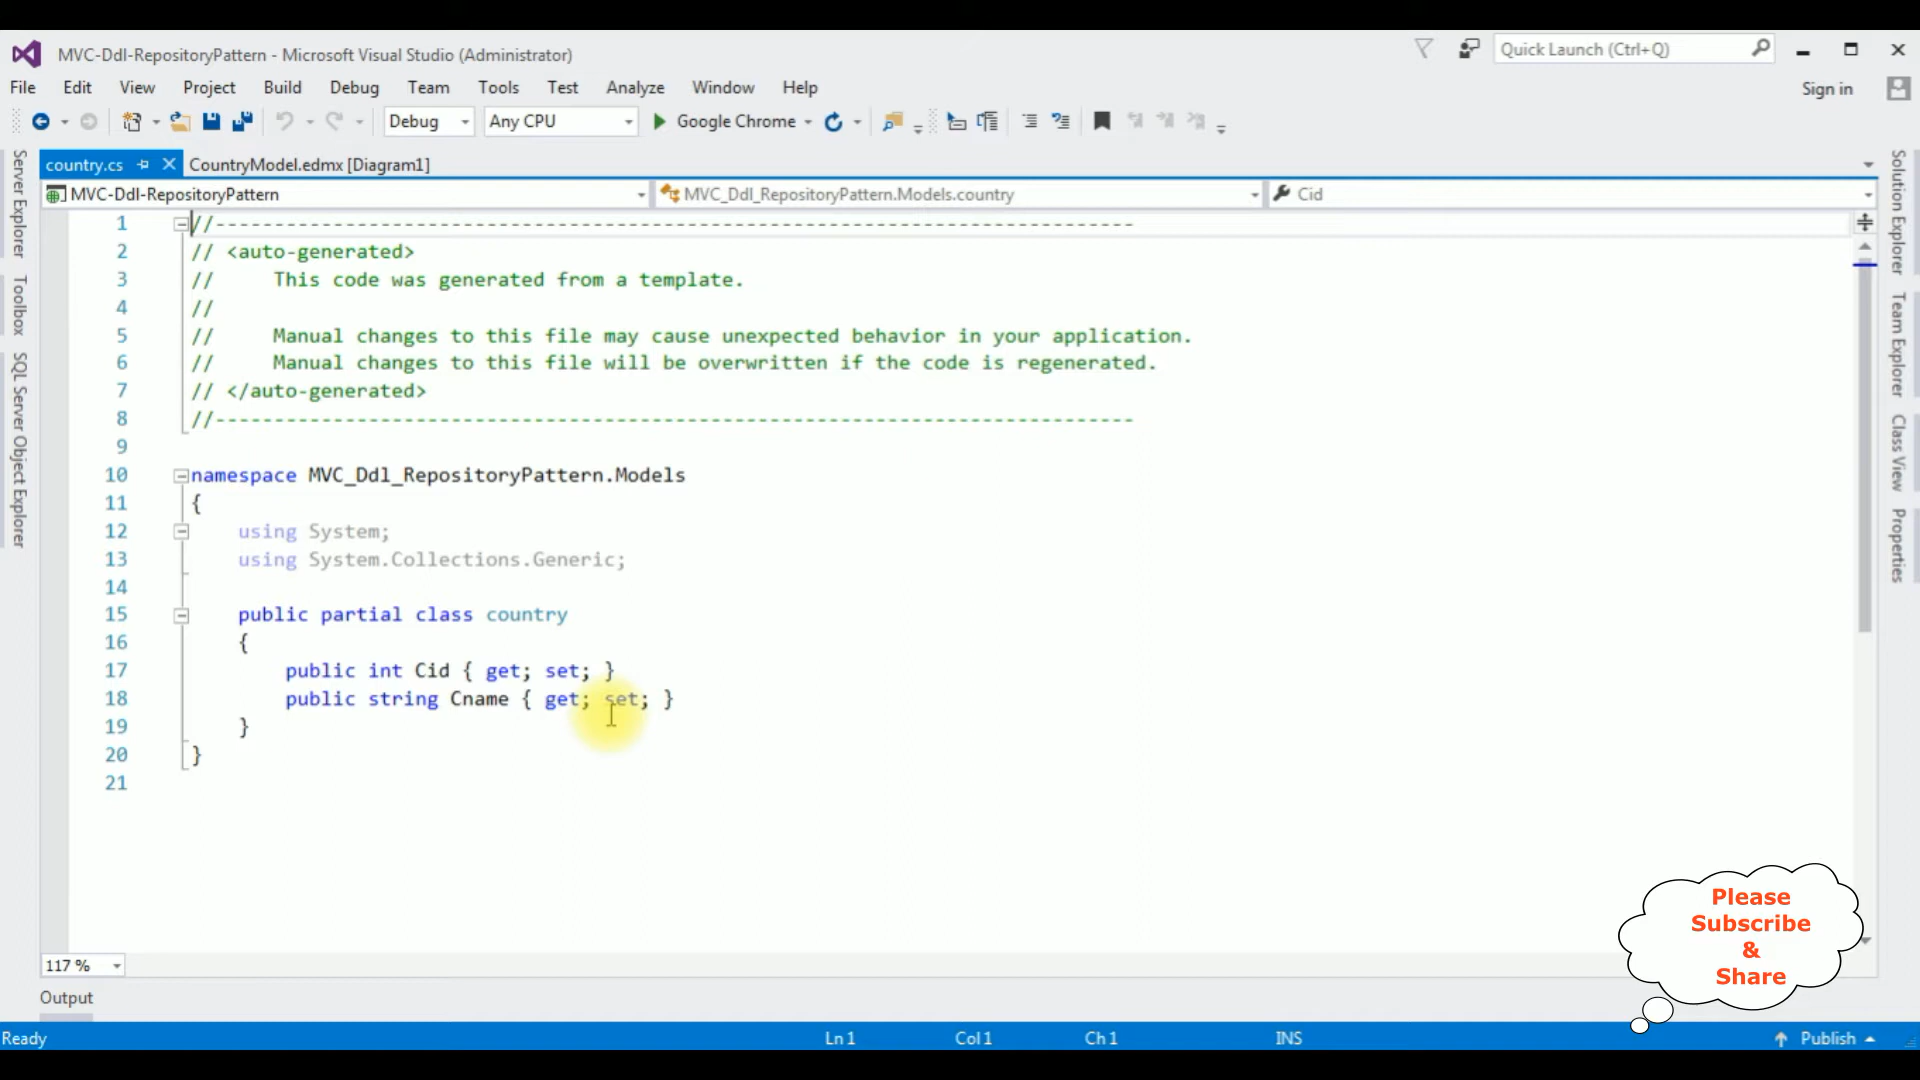 MVC-Ddl-RepositoryPattern - Microsoft Visual Studio (Administrator)
Quick Launch (Ctrl+Q)
File Edit View Project Build Debug Team Tools Test Analyze Window Help
Sign in
Debug Any CPU Google Chrome
country.cs CountryModel.edmx [Diagram1]
MVC-Ddl-RepositoryPattern MVC_Ddl_RepositoryPattern.Models.country Cid
Server Explorer
Toolbox
SQL Server Object Explorer
1 //------------------------------------------------------------------------------
2 // <auto-generated>
3 //     This code was generated from a template.
4 //
5 //     Manual changes to this file may cause unexpected behavior in your application.
6 //     Manual changes to this file will be overwritten if the code is regenerated.
7 // </auto-generated>
8 //------------------------------------------------------------------------------
9
10 namespace MVC_Ddl_RepositoryPattern.Models
11 {
12     using System;
13     using System.Collections.Generic;
14
15     public partial class country
16     {
17         public int Cid { get; set; }
18         public string Cname { get; set; }
19     }
20 }
21
Solution Explorer
Team Explorer
Class View
Properties
Please
Subscribe
&
Share
117 %
Output
Ready Ln 1 Col 1 Ch 1 INS Publish